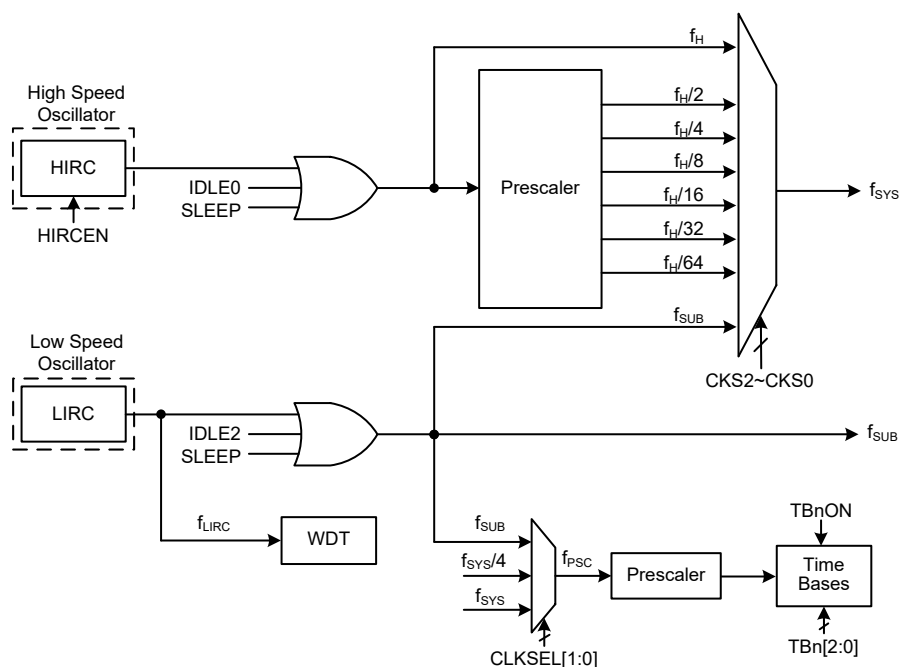 High Speed
Oscillator
HIRC
HIRCEN
IDLE0
SLEEP
Prescaler
fH
fH/2
fH/4
fH/8
fH/16
fH/32
fH/64
fSUB
fSYS
CKS2~CKS0
Low Speed
Oscillator
LIRC
IDLE2
SLEEP
fSUB
fLIRC
WDT
fSUB
fSYS/4
fSYS
fPSC
CLKSEL[1:0]
Prescaler
TBnON
Time
Bases
TBn[2:0]